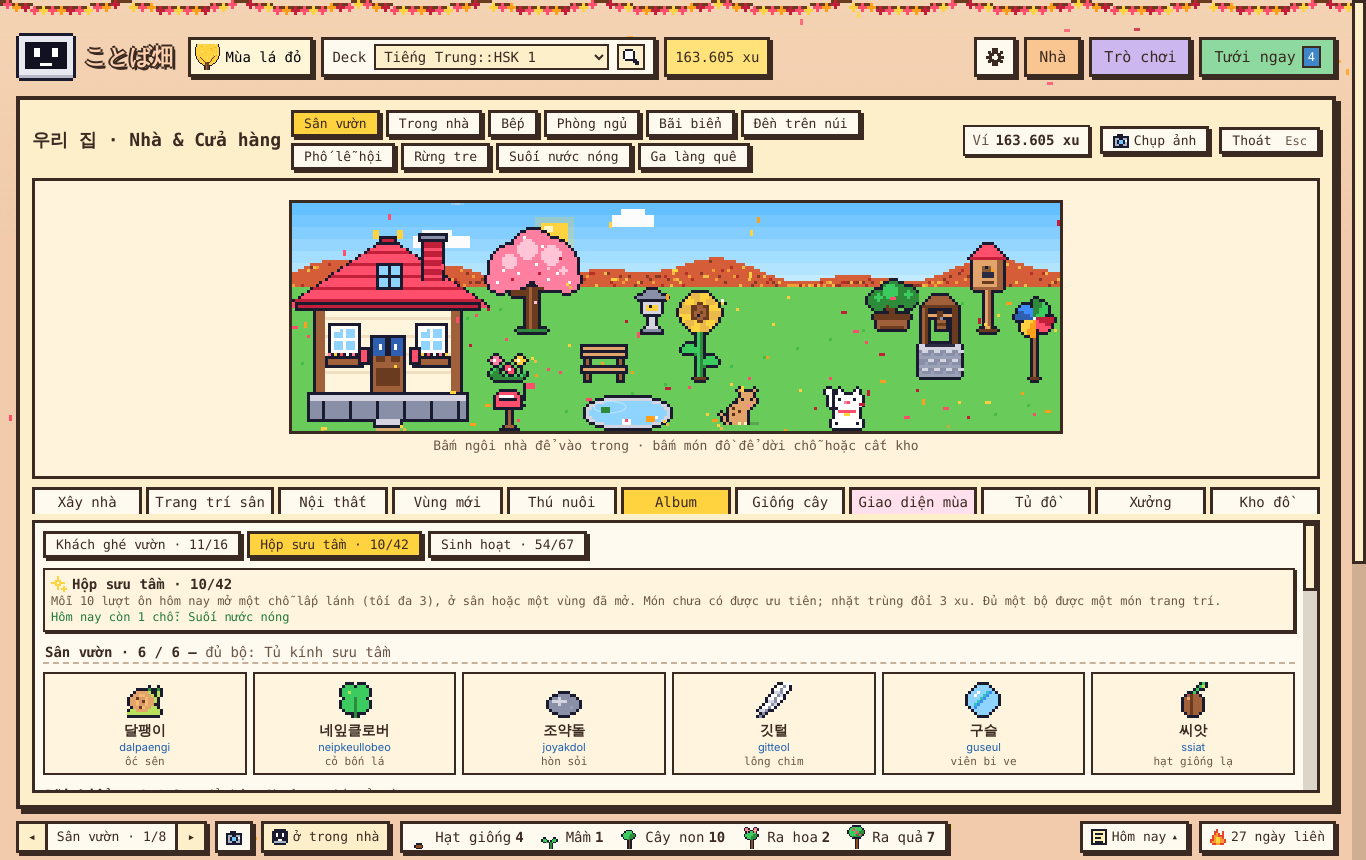 ことば畑
Mùa lá đỏ
Deck Tiếng Trung::HSK 1
163.605 xu
Nhà
Trò chơi
Tưới ngay 4
우리 집 · Nhà & Cửa hàng
Sân vườn Trong nhà Bếp Phòng ngủ Bãi biển Đền trên núi
Phố lễ hội Rừng tre Suối nước nóng Ga làng quê
Ví 163.605 xu
Chụp ảnh
Thoát Esc
Bấm ngôi nhà để vào trong · bấm món đồ để dời chỗ hoặc cất kho
Xây nhà Trang trí sân Nội thất Vùng mới Thú nuôi Album Giống cây Giao diện mùa Tủ đồ Xưởng Kho đồ
Khách ghé vườn · 11/16 Hộp sưu tầm · 10/42 Sinh hoạt · 54/67
Hộp sưu tầm · 10/42
Mỗi 10 lượt ôn hôm nay mở một chỗ lấp lánh (tối đa 3), ở sân hoặc một vùng đã mở. Món chưa có được ưu tiên; nhặt trùng đổi 3 xu. Đủ một bộ được một món trang trí.
Hôm nay còn 1 chỗ: Suối nước nóng
Sân vườn · 6 / 6 — đủ bộ: Tủ kính sưu tầm
달팽이 네잎클로버 조약돌 깃털 구슬 씨앗
dalpaengi neipkeullobeo joyakdol gitteol guseul ssiat
ốc sên cỏ bốn lá hòn sỏi lông chim viên bi ve hạt giống lạ
◂ Sân vườn · 1/8 ▸
ở trong nhà
Hạt giống 4 Mầm 1 Cây non 10 Ra hoa 2 Ra quả 7
Hôm nay ▴
27 ngày liền